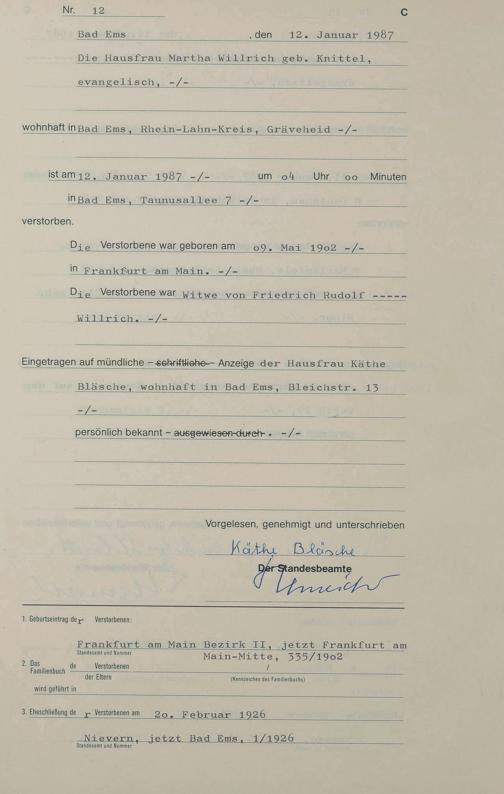 Nr. 12 C
Bad Ems , den 12. Januar 1987
Die Hausfrau Martha Willrich geb. Knittel,
evangelisch, -/-
wohnhaft in Bad Ems, Rhein-Lahn-Kreis, Gräveheid -/-
ist am 12. Januar 1987 -/- um o4 Uhr oo Minuten
in Bad Ems, Taunusallee 7 -/-
verstorben.
Die Verstorbene war geboren am o9. Mai 19o2 -/-
in Frankfurt am Main. -/-
Die Verstorbene war Witwe von Friedrich Rudolf -----
Willrich. -/-
Eingetragen auf mündliche - schriftliche - Anzeige der Hausfrau Käthe
Bläsche, wohnhaft in Bad Ems, Bleichstr. 13
-/-
persönlich bekannt - ausgewiesen durch . -/-
Vorgelesen, genehmigt und unterschrieben
Käthe Bläsche
Der Standesbeamte
1. Geburtseintrag der Verstorbenen:
Frankfurt am Main Bezirk II, jetzt Frankfurt am
Standesamt und Nummer
Main-Mitte, 335/19o2
2. Das Familienbuch de Verstorbenen /
der Eltern (Kennzeichen des Familienbuchs)
wird geführt in
3. Eheschließung de r Verstorbenen am 2o. Februar 1926
Nievern, jetzt Bad Ems, 1/1926
Standesamt und Nummer